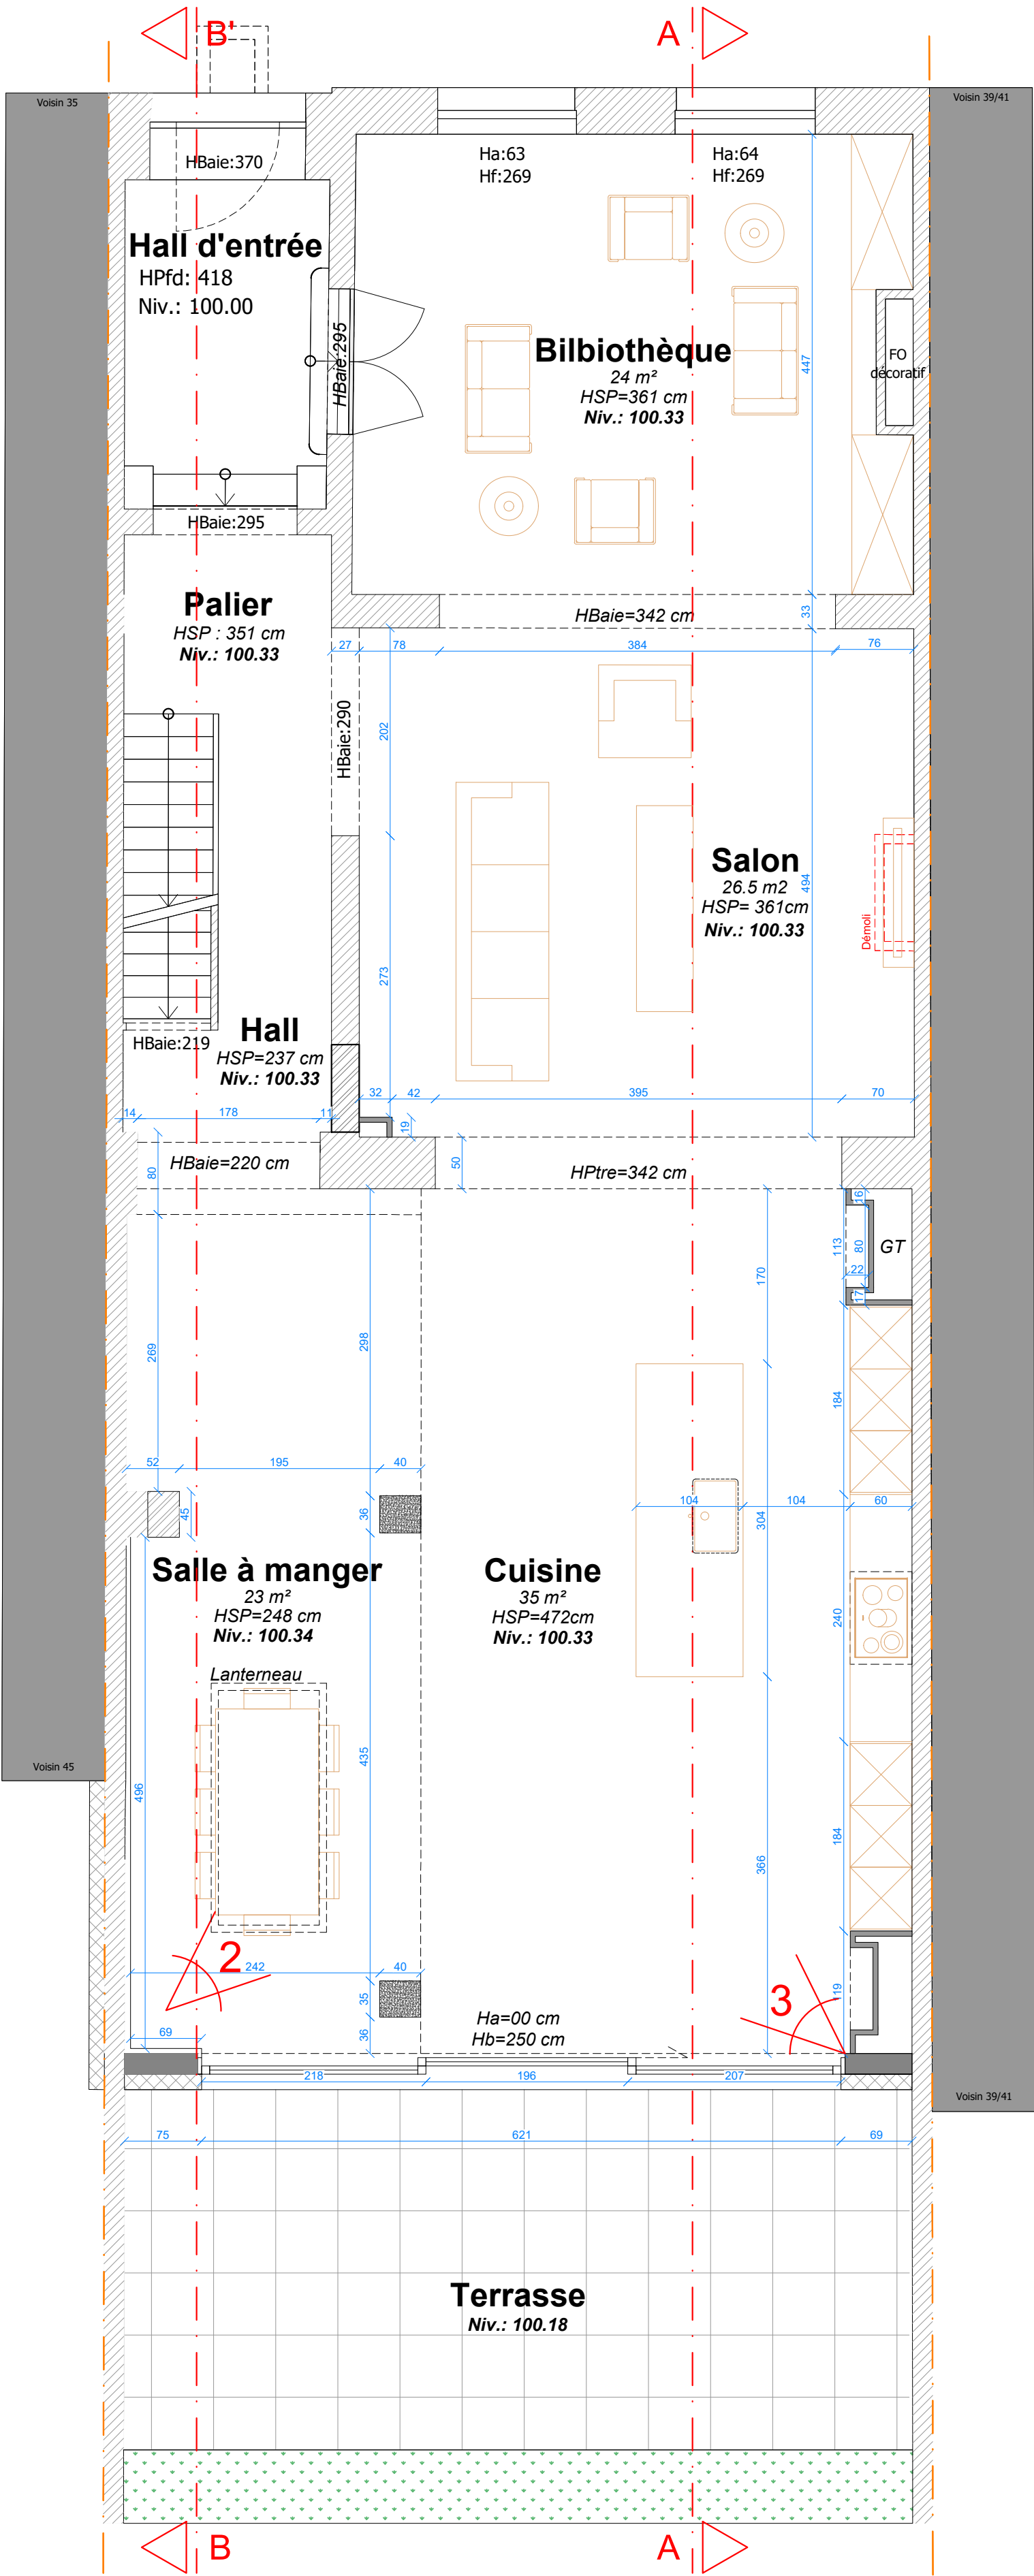 B'
A
Voisin 35
Voisin 39/41
HBaie:370
Ha:63
Hf:269
Ha:64
Hf:269
Hall d'entrée
HPfd: 418
Niv.: 100.00
HBaie:295
Bilbiothèque
24 m²
HSP=361 cm
Niv.: 100.33
447
FO
décoratif
HBaie:295
Palier
HSP : 351 cm
Niv.: 100.33
HBaie=342 cm
33
27
78
384
76
202
HBaie:290
Salon
26.5 m2
HSP= 361cm
Niv.: 100.33
494
Démoli
273
Hall
HSP=237 cm
Niv.: 100.33
HBaie:219
14
178
11
32
42
395
70
19
HBaie=220 cm
80
50
HPtre=342 cm
16
113
80
GT
22
17
170
269
298
184
52
195
40
45
36
104
304
104
60
Salle à manger
23 m²
HSP=248 cm
Niv.: 100.34
Cuisine
35 m²
HSP=472cm
Niv.: 100.33
240
Lanterneau
Voisin 45
496
435
366
184
2
242
40
35
36
69
3
119
Ha=00 cm
Hb=250 cm
218
196
207
Voisin 39/41
75
621
69
Terrasse
Niv.: 100.18
B
A